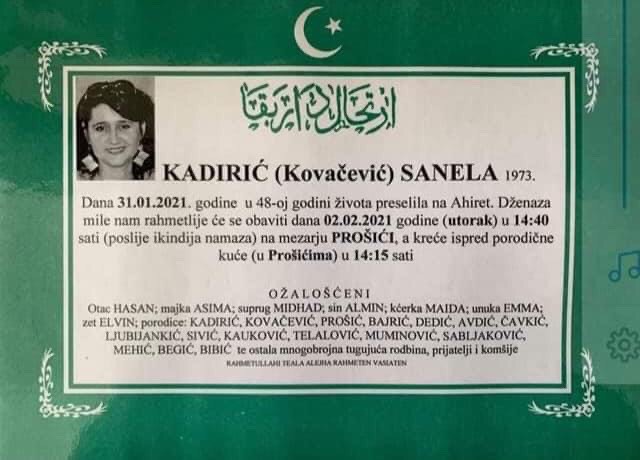 ارتحال دار بقا
KADIRIĆ (Kovačević) SANELA 1973.
Dana 31.01.2021. godine u 48-oj godini života preselila na Ahiret. Dženaza
mile nam rahmetlije će se obaviti dana 02.02.2021 godine (utorak) u 14:40
sati (poslije ikindija namaza) na mezarju PROŠIĆI, a kreće ispred porodične
kuće (u Prošićima) u 14:15 sati
OŽALOŠĆENI
Otac HASAN; majka ASIMA; suprug MIDHAD; sin ALMIN; kćerka MAIDA; unuka EMMA;
zet ELVIN; porodice: KADIRIĆ, KOVAČEVIĆ, PROŠIĆ, BAJRIĆ, DEDIĆ, AVDIĆ, ČAVKIĆ,
LJUBIJANKIĆ, SIVIĆ, KAUKOVIĆ, TELALOVIĆ, MUMINOVIĆ, SABLJAKOVIĆ,
MEHIĆ, BEGIĆ, BIBIĆ te ostala mnogobrojna tugujuća rodbina, prijatelji i komšije
RAHMETULLAHI TEALA ALEJHA RAHMETEN VASIATEN